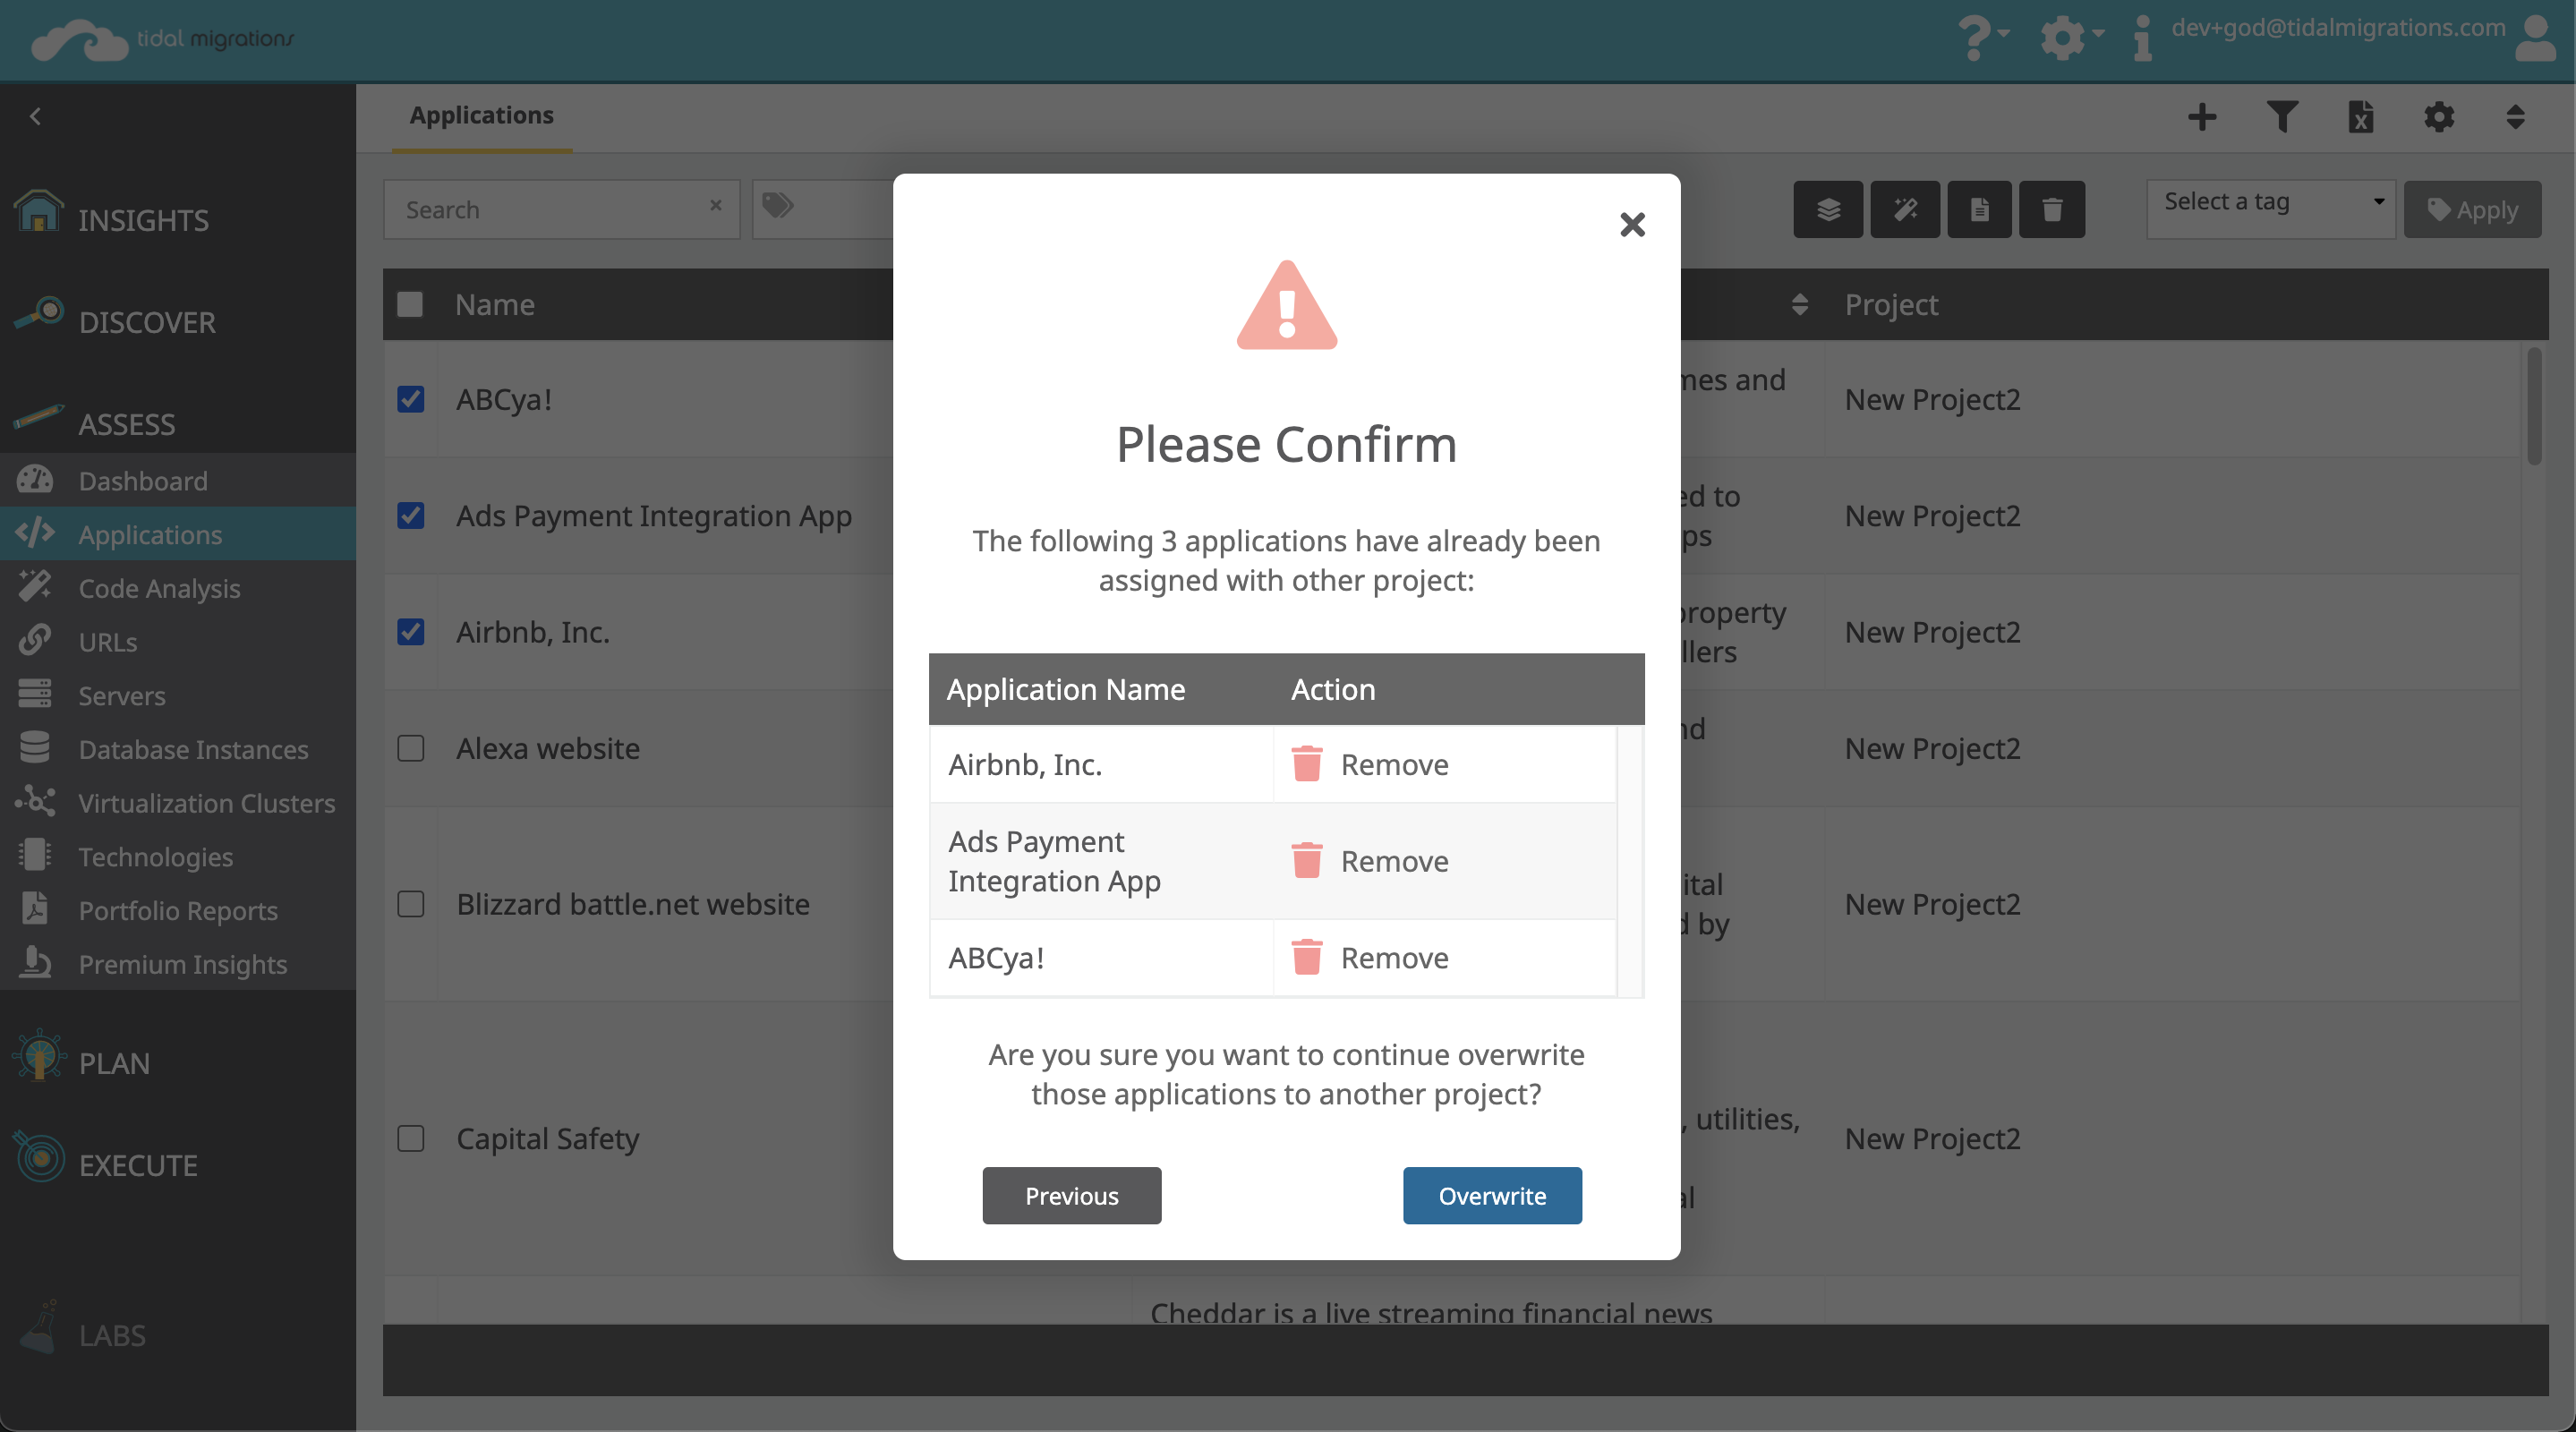 tidal migrations
dev+god@tidalmigrations.com
Applications
INSIGHTS
DISCOVER
ASSESS
Dashboard
Applications
Code Analysis
URLs
Servers
Database Instances
Virtualization Clusters
Technologies
Portfolio Reports
Premium Insights
PLAN
EXECUTE
LABS
Search
Select a tag
Apply
Name
Project
ABCya!
mes and
New Project2
Ads Payment Integration App
ed to
ps
New Project2
Airbnb, Inc.
property
llers
New Project2
Alexa website
nd
New Project2
Blizzard battle.net website
ital
d by
New Project2
Capital Safety
, utilities,
al
New Project2
Cheddar is a live streaming financial news
Please Confirm
The following 3 applications have already been
assigned with other project:
Application Name Action
Airbnb, Inc. Remove
Ads Payment
Integration App
Remove
ABCya! Remove
Are you sure you want to continue overwrite
those applications to another project?
Previous
Overwrite